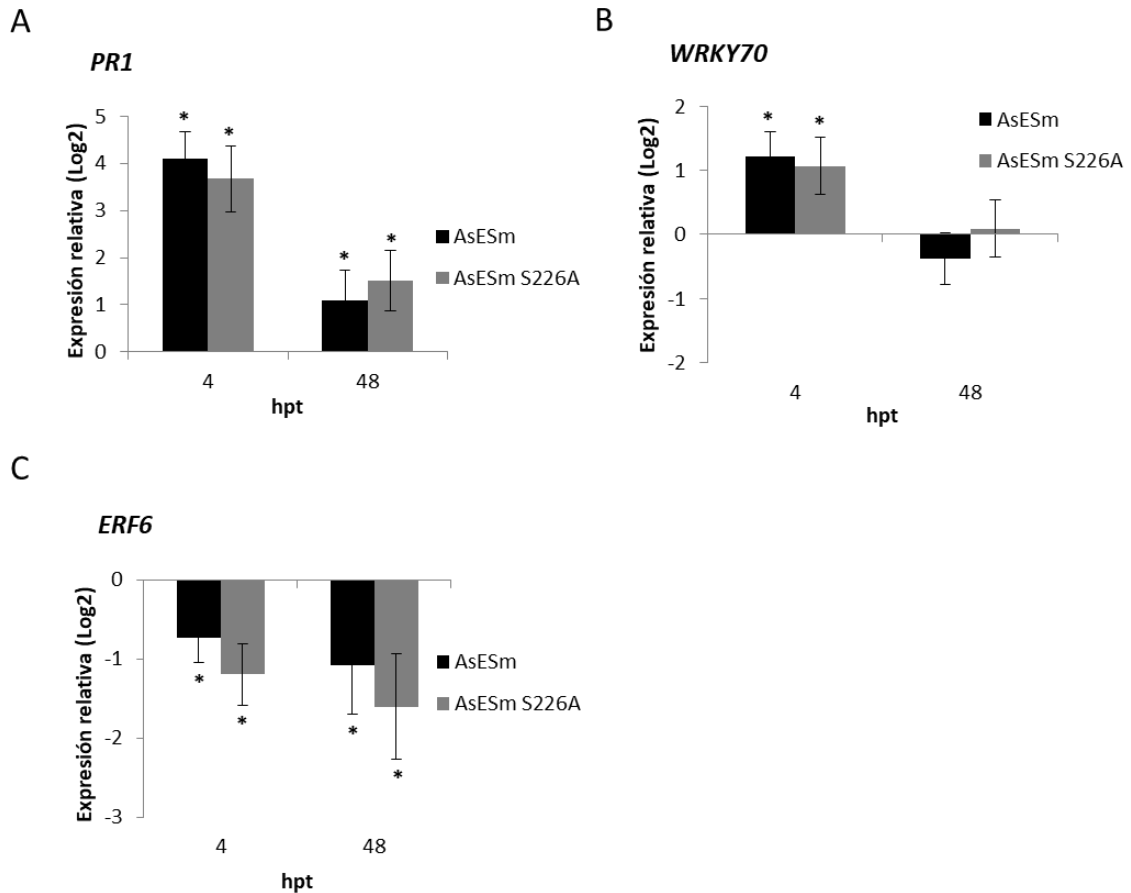 A
PR1
Expresión relativa (Log2)
5
4
3
2
1
0
* * * *
4 48
hpt
AsESm
AsESm S226A
B
WRKY70
Expresión relativa (Log2)
2
1
0
-1
-2
* *
4 48
hpt
AsESm
AsESm S226A
C
ERF6
Expresión relativa (Log2)
0
-1
-2
-3
* * * *
4 48
hpt
AsESm
AsESm S226A